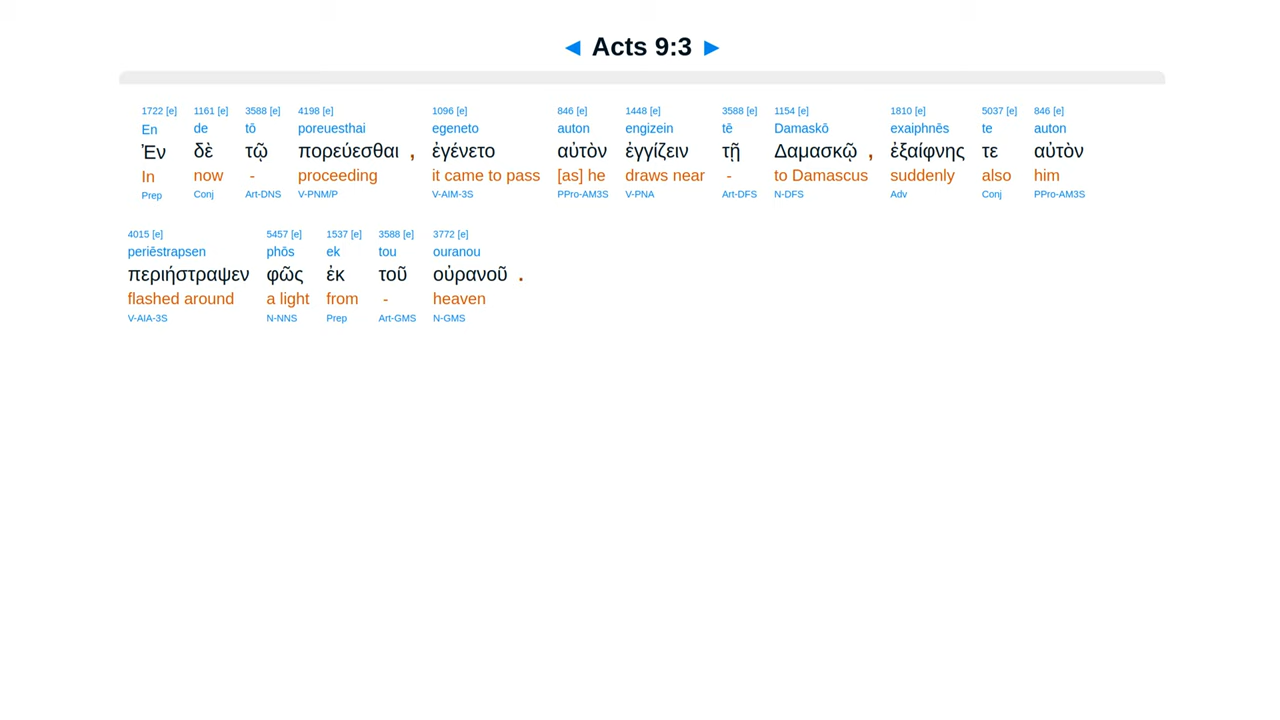 ◄ Acts 9:3 ►
1722 [e] 1161 [e] 3588 [e] 4198 [e] 1096 [e] 846 [e] 1448 [e] 3588 [e] 1154 [e] 1810 [e] 5037 [e] 846 [e]
En de tō poreuesthai egeneto auton engizein tē Damaskō exaiphnēs te auton
Ἐν δὲ τῷ πορεύεσθαι , ἐγένετο αὐτὸν ἐγγίζειν τῇ Δαμασκῷ , ἐξαίφνης τε αὐτὸν
In now - proceeding it came to pass [as] he draws near - to Damascus suddenly also him
Prep Conj Art-DNS V-PNM/P V-AIM-3S PPro-AM3S V-PNA Art-DFS N-DFS Adv Conj PPro-AM3S
4015 [e] 5457 [e] 1537 [e] 3588 [e] 3772 [e]
periēstrapsen phōs ek tou ouranou
περιήστραψεν φῶς ἐκ τοῦ οὐρανοῦ .
flashed around a light from - heaven
V-AIA-3S N-NNS Prep Art-GMS N-GMS